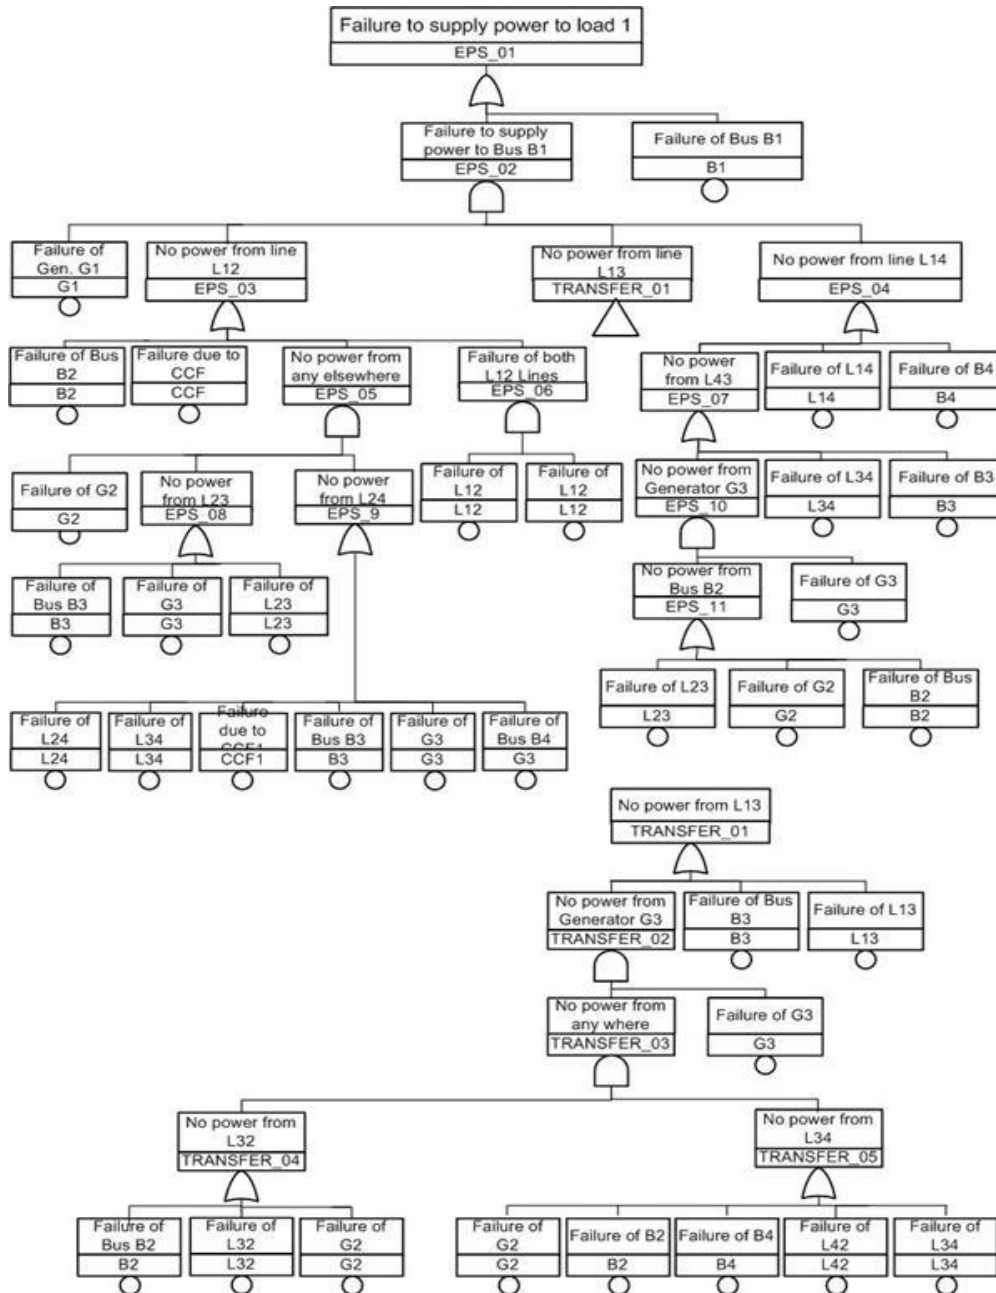 Failure to supply power to load 1
EPS_01
Failure to supply
power to Bus B1
EPS_02
Failure of Bus B1
B1
Failure of
Gen. G1
G1
No power from line
L12
EPS_03
No power from line
L13
TRANSFER_01
No power from line L14
EPS_04
Failure of Bus
B2
B2
Failure due to
CCF
CCF
No power from
any elsewhere
EPS_05
Failure of both
L12 Lines
EPS_06
No power
from L43
EPS_07
Failure of L14
L14
Failure of B4
B4
Failure of G2
G2
No power
from L23
EPS_08
No power
from L24
EPS_9
Failure of
L12
L12
Failure of
L12
L12
No power from
Generator G3
EPS_10
Failure of L34
L34
Failure of B3
B3
Failure of
Bus B3
B3
Failure of
G3
G3
Failure of
L23
L23
No power from
Bus B2
EPS_11
Failure of G3
G3
Failure of L23
L23
Failure of G2
G2
Failure of Bus
B2
B2
Failure of
L24
L24
Failure of
L34
L34
Failure
due to
CCF1
CCF1
Failure of
Bus B3
B3
Failure of
G3
G3
Failure of
Bus B4
G3
No power from L13
TRANSFER_01
No power from
Generator G3
TRANSFER_02
Failure of Bus
B3
B3
Failure of L13
L13
No power from
any where
TRANSFER_03
Failure of G3
G3
No power from
L32
TRANSFER_04
No power from
L34
TRANSFER_05
Failure of
Bus B2
B2
Failure of
L32
L32
Failure of
G2
G2
Failure of
G2
G2
Failure of B2
B2
Failure of B4
B4
Failure of
L42
L42
Failure of
L34
L34